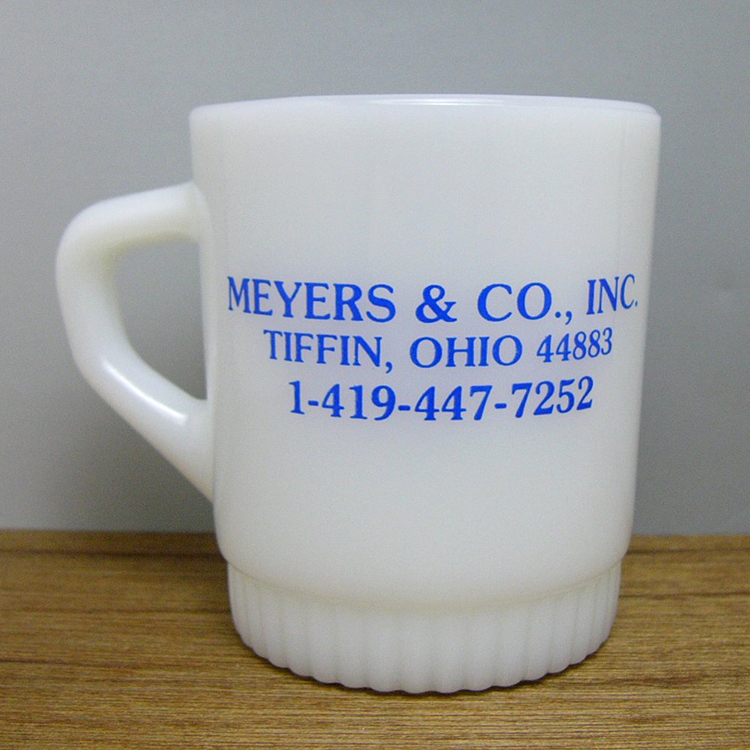 MEYERS & CO., INC.
TIFFIN, OHIO 44883
1-419-447-7252